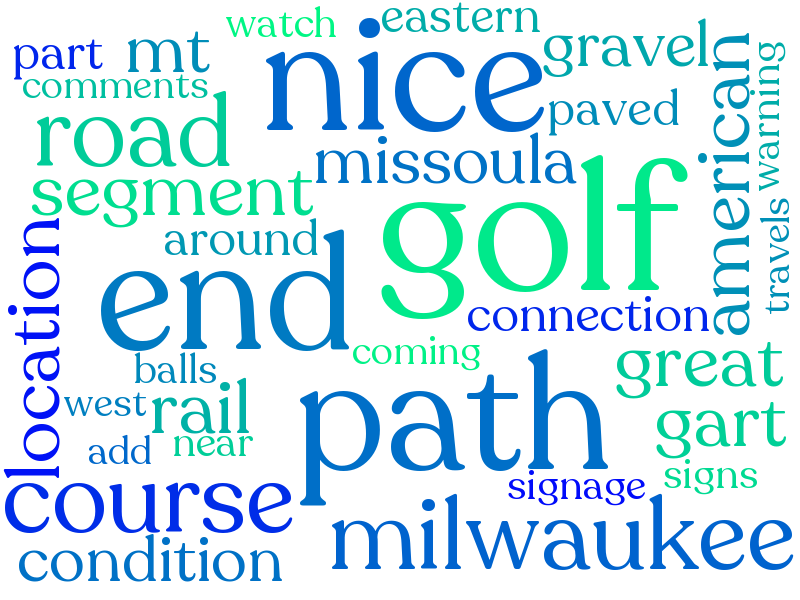 watch
eastern
part
mt
nice
gravel
comments
paved
american
warning
road
missoula
segment
golf
travels
around
location
end
connection
coming
great
balls
west
rail
path
gart
add
near
signs
course
signage
milwaukee
condition